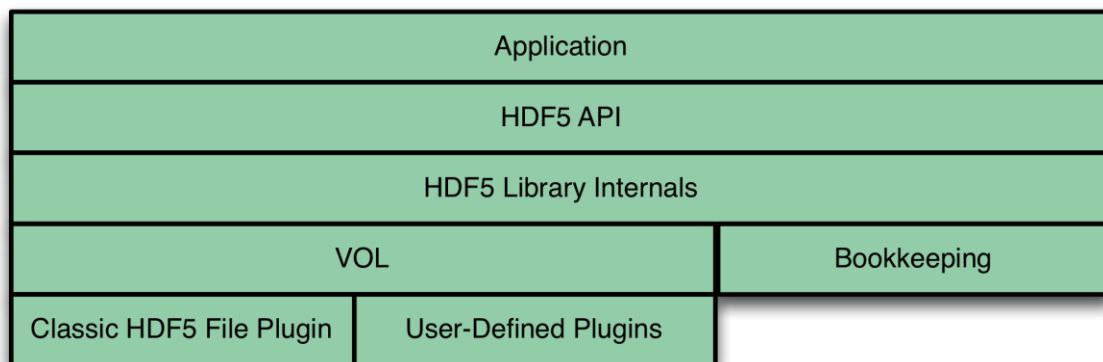 Application
HDF5 API
HDF5 Library Internals
VOL
Bookkeeping
Classic HDF5 File Plugin
User-Defined Plugins